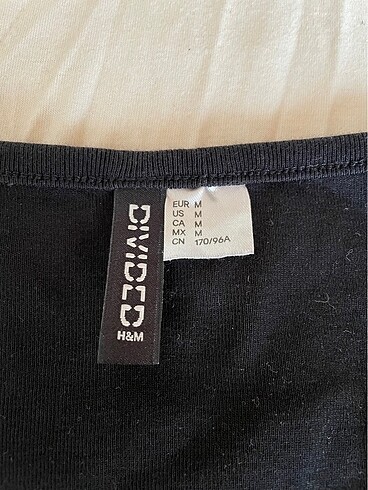 DIVIDED
H&M
EUR M
US M
CA M
MX M
CN 170/96A